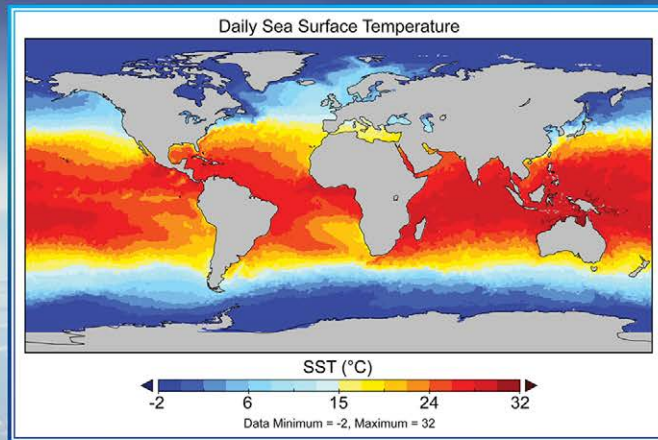 Daily Sea Surface Temperature
SST (°C)
-2 6 15 24 32
Data Minimum = -2, Maximum = 32